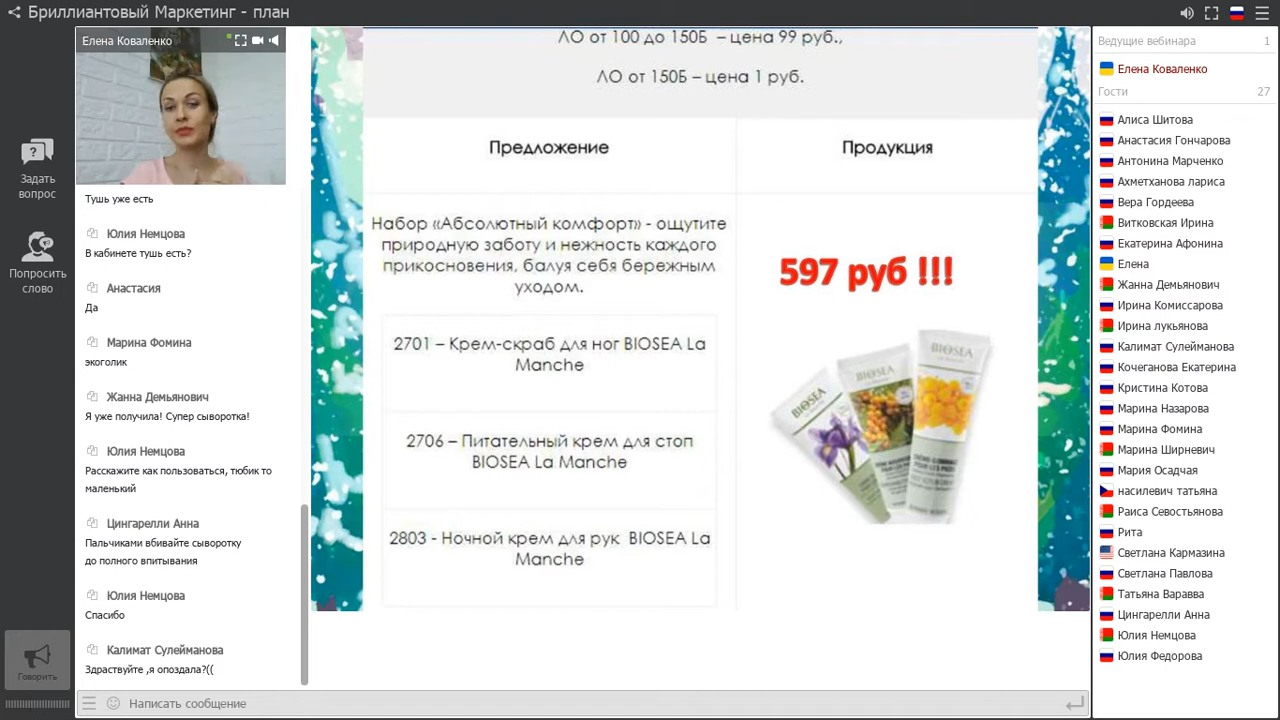 Бриллиантовый Маркетинг - план
Елена Коваленко
Задать
вопрос
Попросить
слово
Говорить
Тушь уже есть
Юлия Немцова
В кабинете тушь есть?
Анастасия
Да
Марина Фомина
экоголик
Жанна Демьянович
Я уже получила! Супер сыворотка!
Юлия Немцова
Расскажите как пользоваться, тюбик то
маленький
Цингарелли Анна
Пальчиками вбивайте сыворотку
до полного впитывания
Юлия Немцова
Спасибо
Калимат Сулейманова
Здраствуйте ,я опоздала?((
Написать сообщение
ЛО от 100 до 150Б – цена 99 руб.,
ЛО от 150Б – цена 1 руб.
Предложение
Продукция
Набор «Абсолютный комфорт» - ощутите
природную заботу и нежность каждого
прикосновения, балуя себя бережным
уходом.
2701 – Крем-скраб для ног BIOSEA La
Manche
2706 – Питательный крем для стоп
BIOSEA La Manche
2803 - Ночной крем для рук BIOSEA La
Manche
597 руб !!!
BIOSEA
BIOSEA
BIOSEA
Ведущие вебинара 1
Елена Коваленко
Гости 27
Алиса Шитова
Анастасия Гончарова
Антонина Марченко
Ахметханова лариса
Вера Гордеева
Витковская Ирина
Екатерина Афонина
Елена
Жанна Демьянович
Ирина Комиссарова
Ирина лукьянова
Калимат Сулейманова
Кочеганова Екатерина
Кристина Котова
Марина Назарова
Марина Фомина
Марина Ширневич
Мария Осадчая
насилевич татьяна
Раиса Севостьянова
Рита
Светлана Кармазина
Светлана Павлова
Татьяна Варавва
Цингарелли Анна
Юлия Немцова
Юлия Федорова